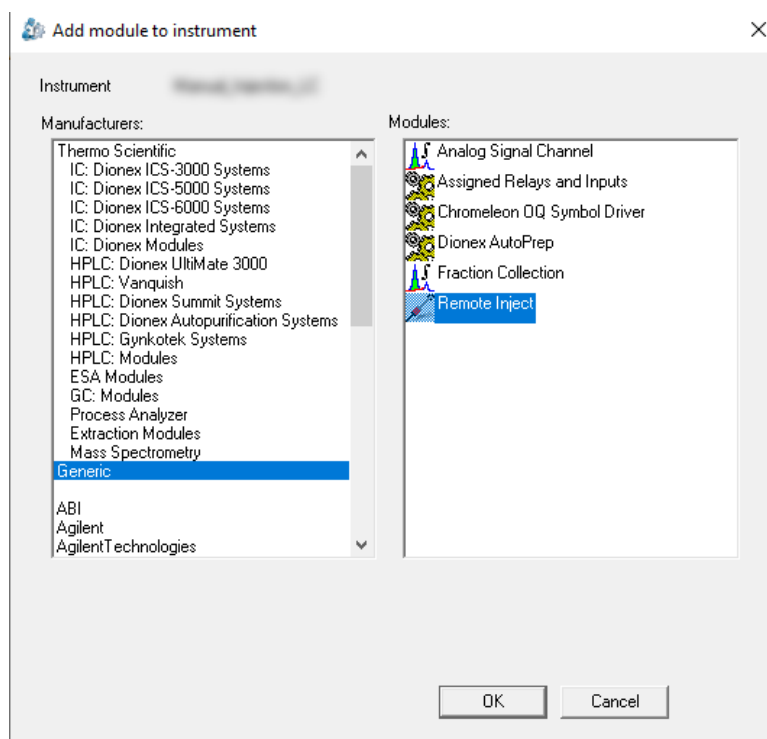 Add module to instrument
Instrument
Manufacturers:
Thermo Scientific
IC: Dionex ICS-3000 Systems
IC: Dionex ICS-5000 Systems
IC: Dionex ICS-6000 Systems
IC: Dionex Integrated Systems
IC: Dionex Modules
HPLC: Dionex UltiMate 3000
HPLC: Vanquish
HPLC: Dionex Summit Systems
HPLC: Dionex Autopurification Systems
HPLC: Gynkotek Systems
HPLC: Modules
ESA Modules
GC: Modules
Process Analyzer
Extraction Modules
Mass Spectrometry
Generic
ABI
Agilent
AgilentTechnologies
Modules:
Analog Signal Channel
Assigned Relays and Inputs
Chromeleon OQ Symbol Driver
Dionex AutoPrep
Fraction Collection
Remote Inject
OK
Cancel